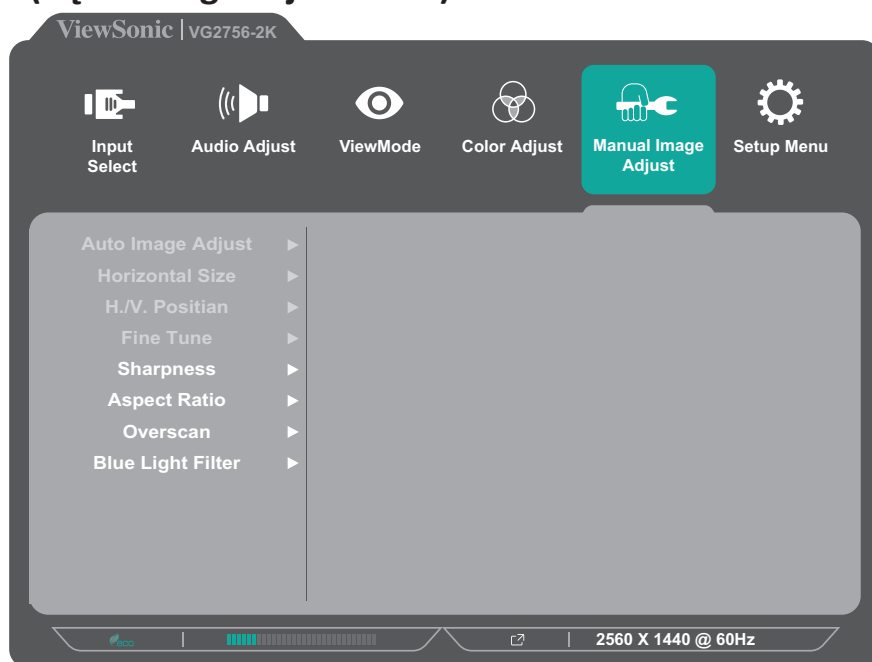 ViewSonic | VG2756-2K
Input Select
Audio Adjust
ViewMode
Color Adjust
Manual Image Adjust
Setup Menu
Auto Image Adjust
Horizontal Size
H./V. Positian
Fine Tune
Sharpness
Aspect Ratio
Overscan
Blue Light Filter
eco
2560 X 1440 @ 60Hz